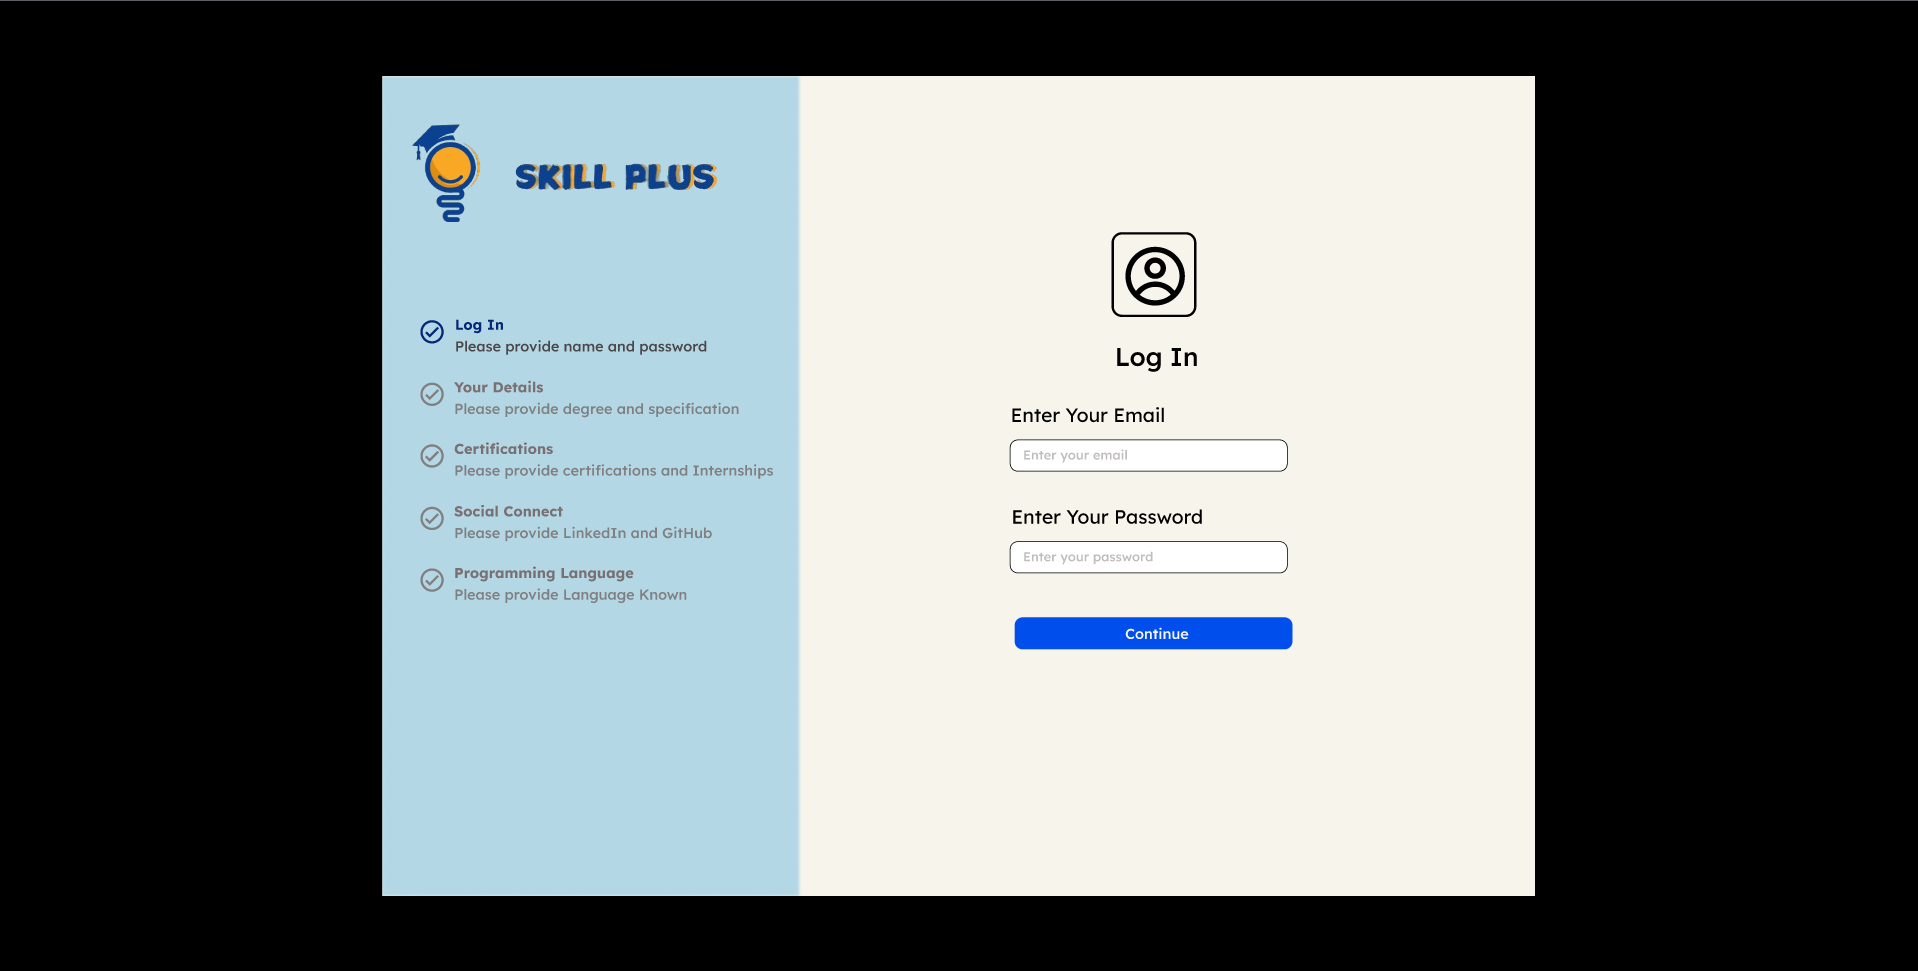 SKILL PLUS
Log In
Please provide name and password
Your Details
Please provide degree and specification
Certifications
Please provide certifications and Internships
Social Connect
Please provide LinkedIn and GitHub
Programming Language
Please provide Language Known
Log In
Enter Your Email
Enter your email
Enter Your Password
Enter your password
Continue